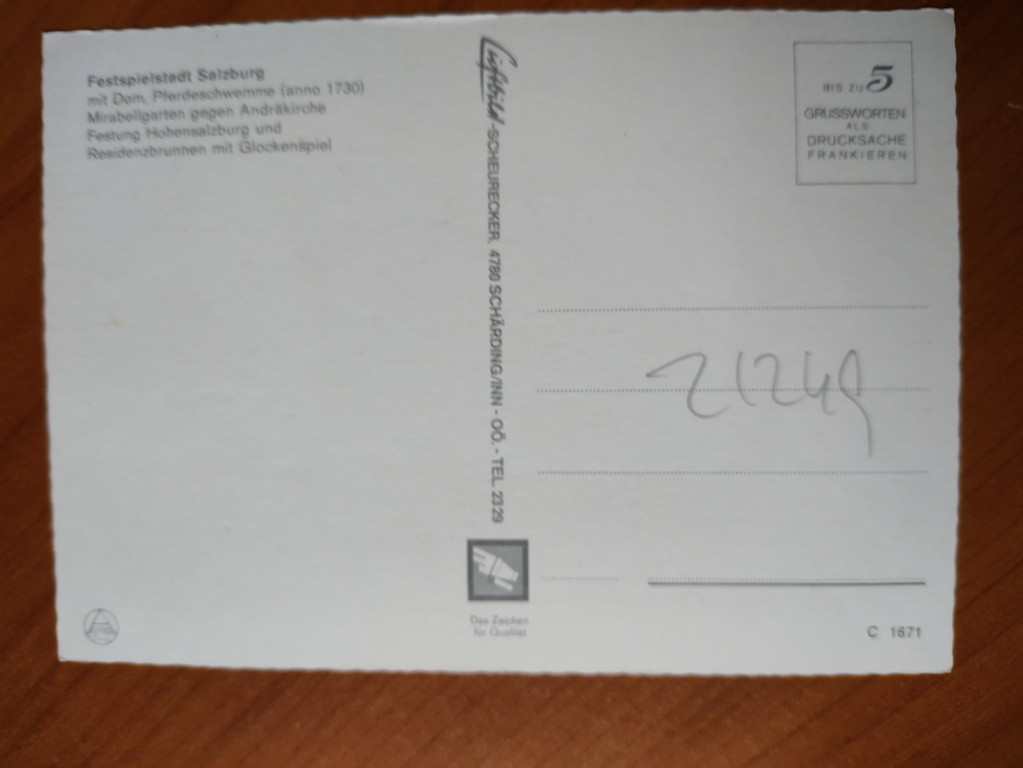 Festspielstadt Salzburg
mit Dom, Pferdeschwemme (anno 1730)
Mirabellgarten gegen Andräkirche
Festung Hohensalzburg und
Residenzbrunnen mit Glockenspiel
Luftbild-SCHEURECKER, 4780 SCHÄRDING/INN - OÖ. - TEL. 2329
BIS ZU 5
GRUSSWORTEN
ALS
DRUCKSACHE
FRANKIEREN
21249
Das Zeichen
für Qualität
C 1671